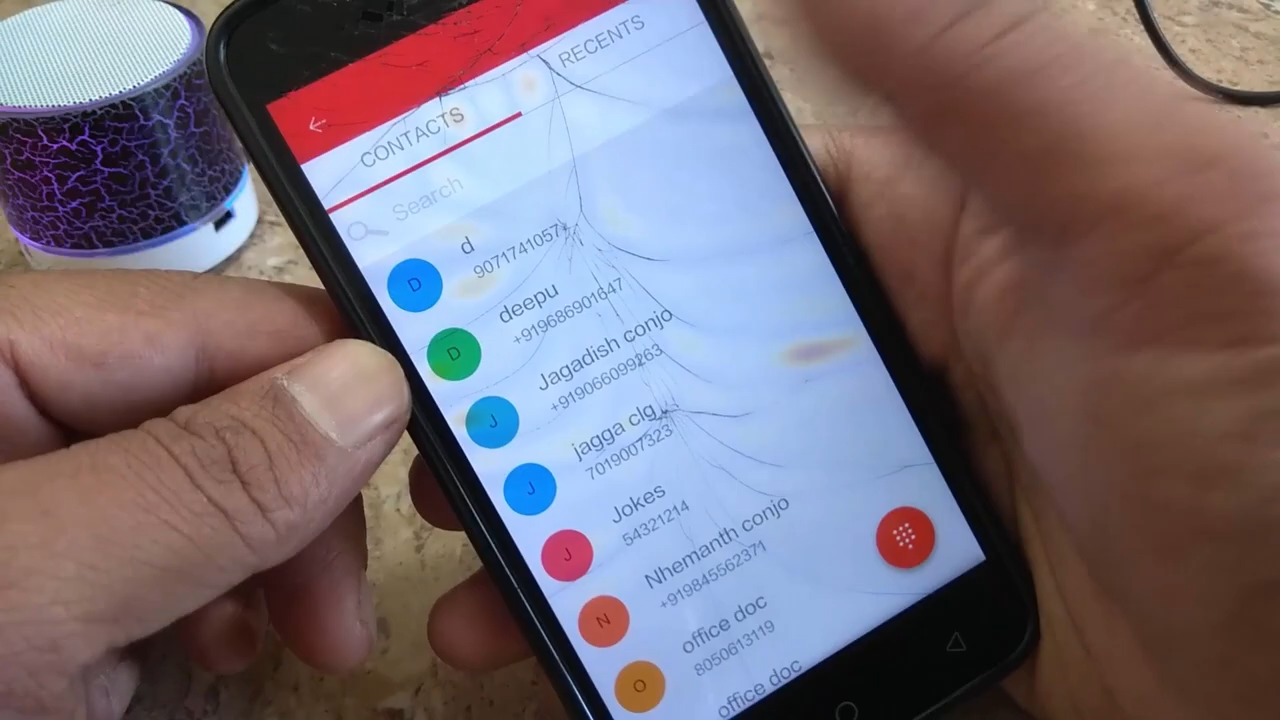 RECENTS
CONTACTS
Search
D
d
9071741057
D
deepu
+919686901647
J
Jagadish conjo
+919066099263
J
jagga clg
7019007323
J
Jokes
54321214
N
Nhemanth conjo
+919845562371
O
office doc
8050613119
office doc